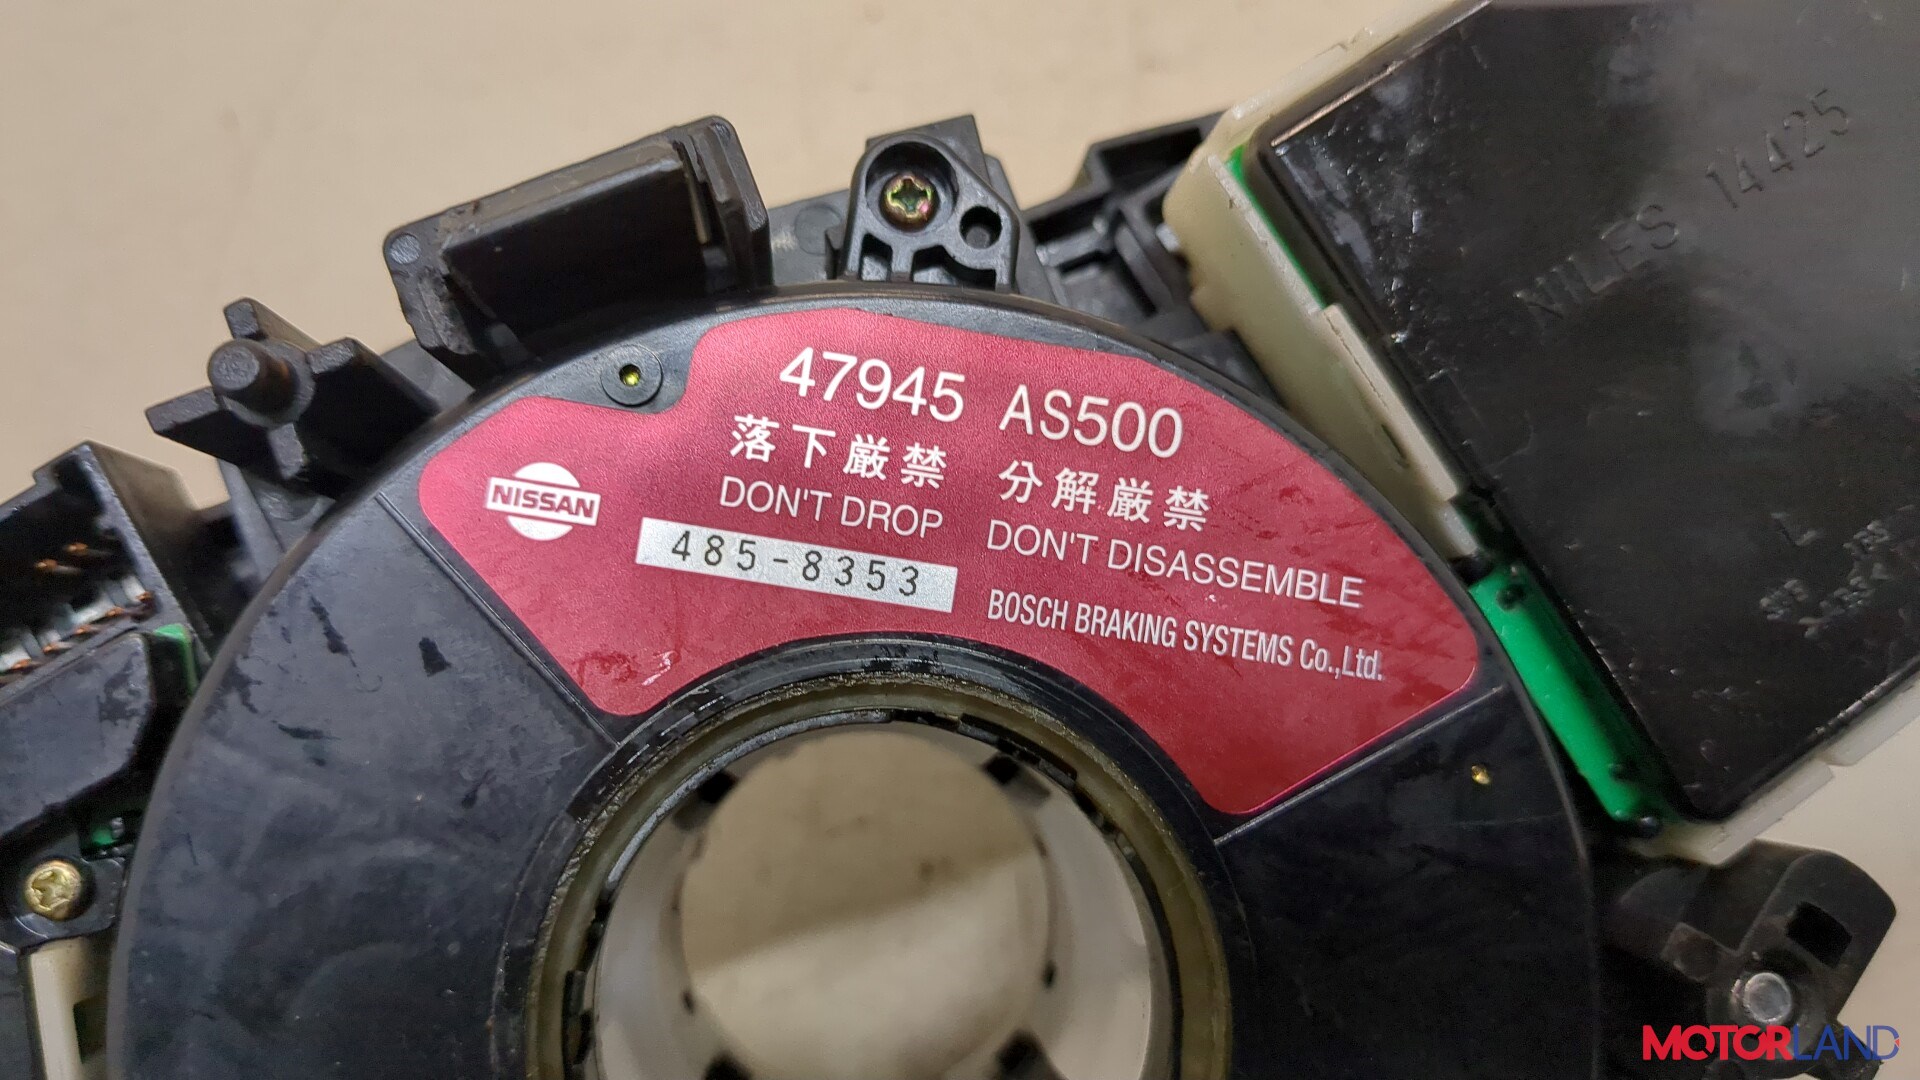 47945 AS500
落下厳禁 分解厳禁
DON'T DROP DON'T DISASSEMBLE
NISSAN
485-8353
BOSCH BRAKING SYSTEMS Co.,Ltd.
NILES 14425
MOTORLAND